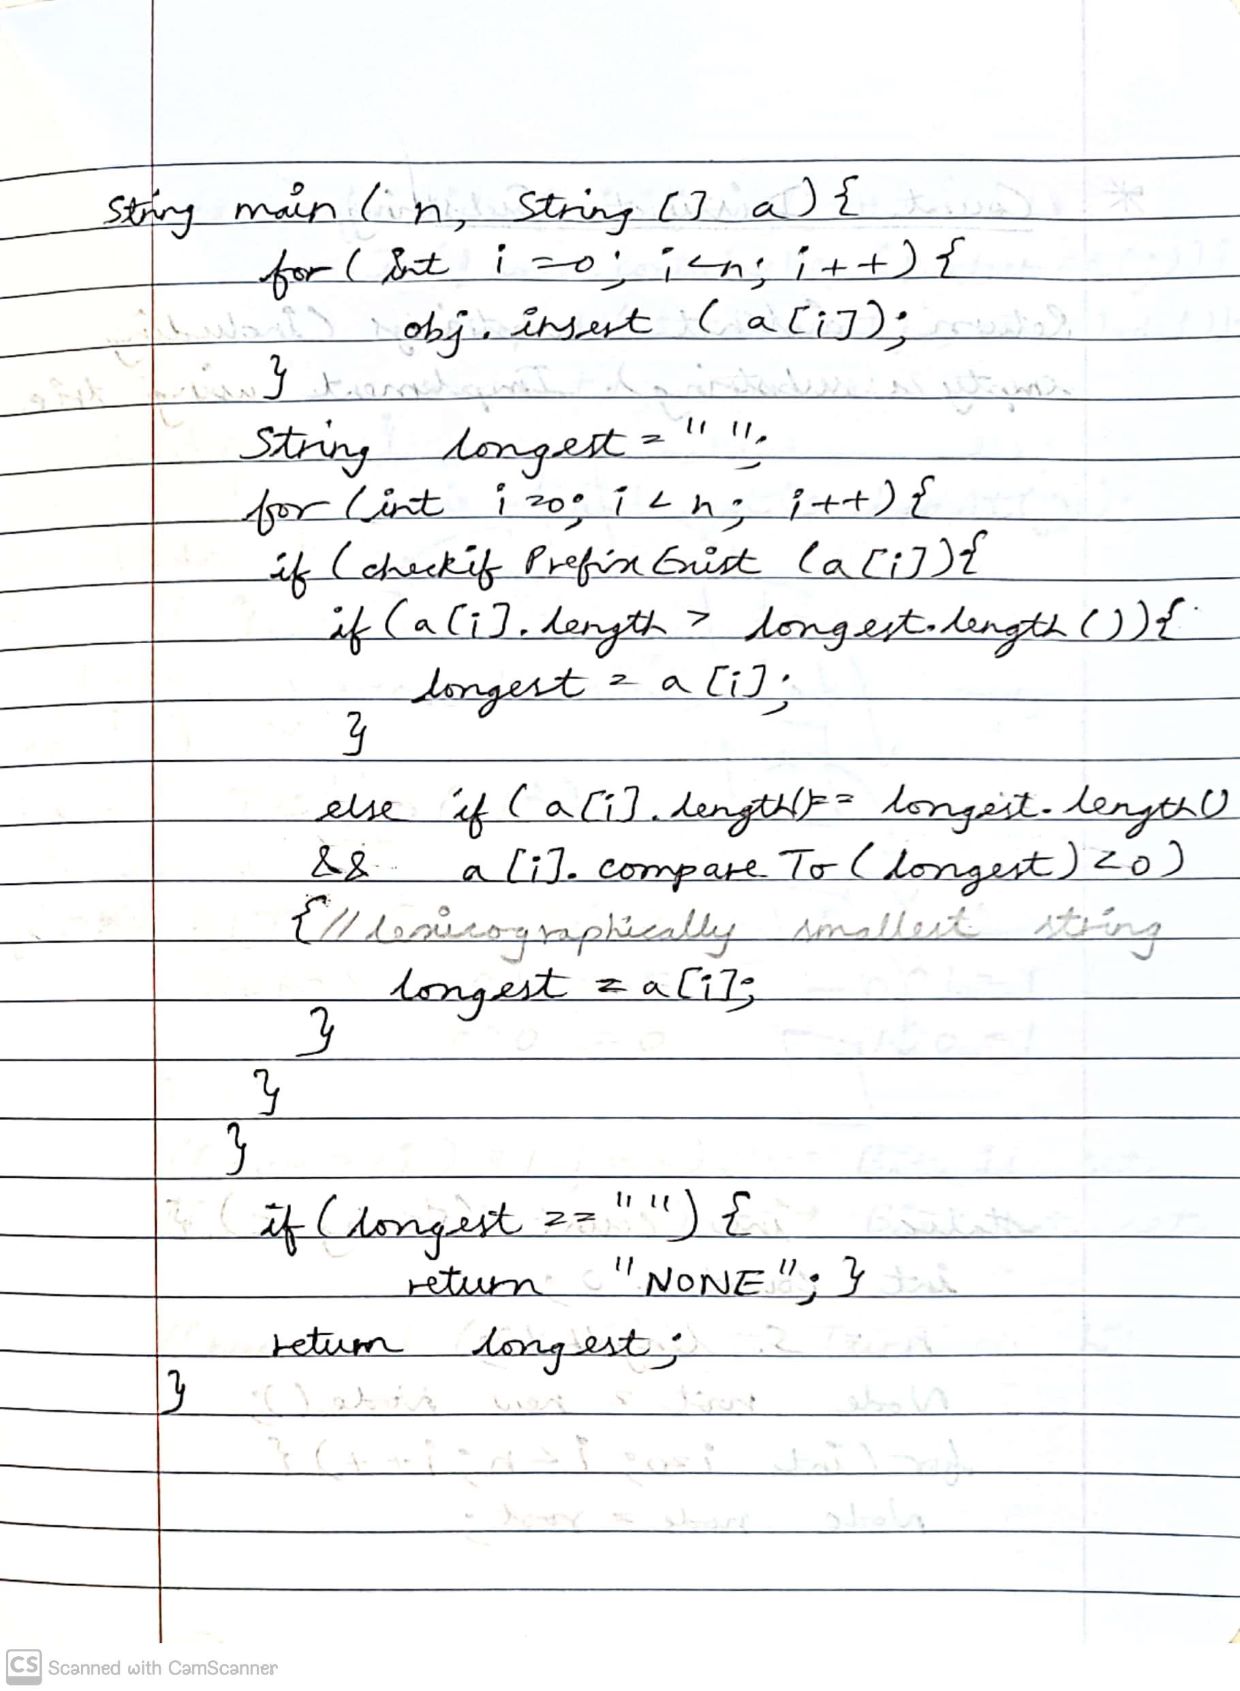 String main ( n, String [] a) {
for ( int i =0; i<n; i++) {
obj. insert ( a[i]);
}
String longest = "";
for (int i =0; i < n; i++) {
if (checkif Prefix Exist (a[i]){
if (a[i]. length > longest.length ()) {
longest = a [i];
}
else if ( a[i]. length() == longest. length()
&& a [i]. compare To (longest) <0)
{ // lexicographically smallest string
longest = a[i];
}
}
}
if (longest == "") {
return "NONE"; }
return longest;
}
CS Scanned with CamScanner